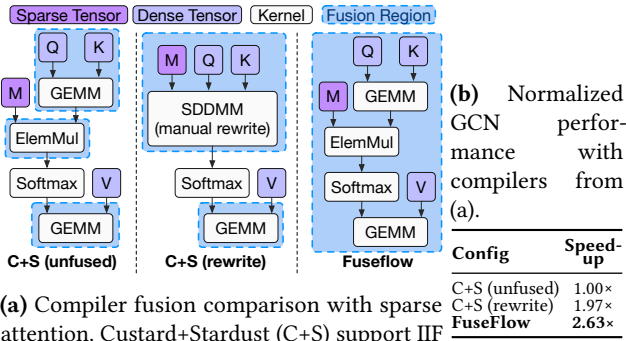 Sparse Tensor Dense Tensor Kernel Fusion Region
Q K
M GEMM
ElemMul
Softmax V
GEMM
C+S (unfused)
M Q K
SDDMM
(manual rewrite)
Softmax V
GEMM
C+S (rewrite)
Q K
M GEMM
ElemMul
Softmax V
GEMM
Fuseflow
(a) Compiler fusion comparison with sparse
attention. Custard+Stardust (C+S) support IIF
(b) Normalized
GCN perfor-
mance with
compilers from
(a).
Config Speed-
up
C+S (unfused) 1.00×
C+S (rewrite) 1.97×
FuseFlow 2.63×